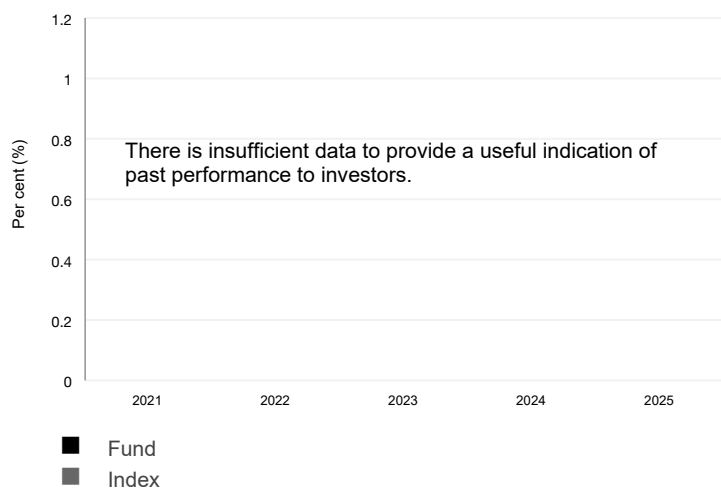 1.2
1
0.8
0.6
0.4
0.2
0
Per cent (%)
There is insufficient data to provide a useful indication of
past performance to investors.
2021 2022 2023 2024 2025
Fund
Index